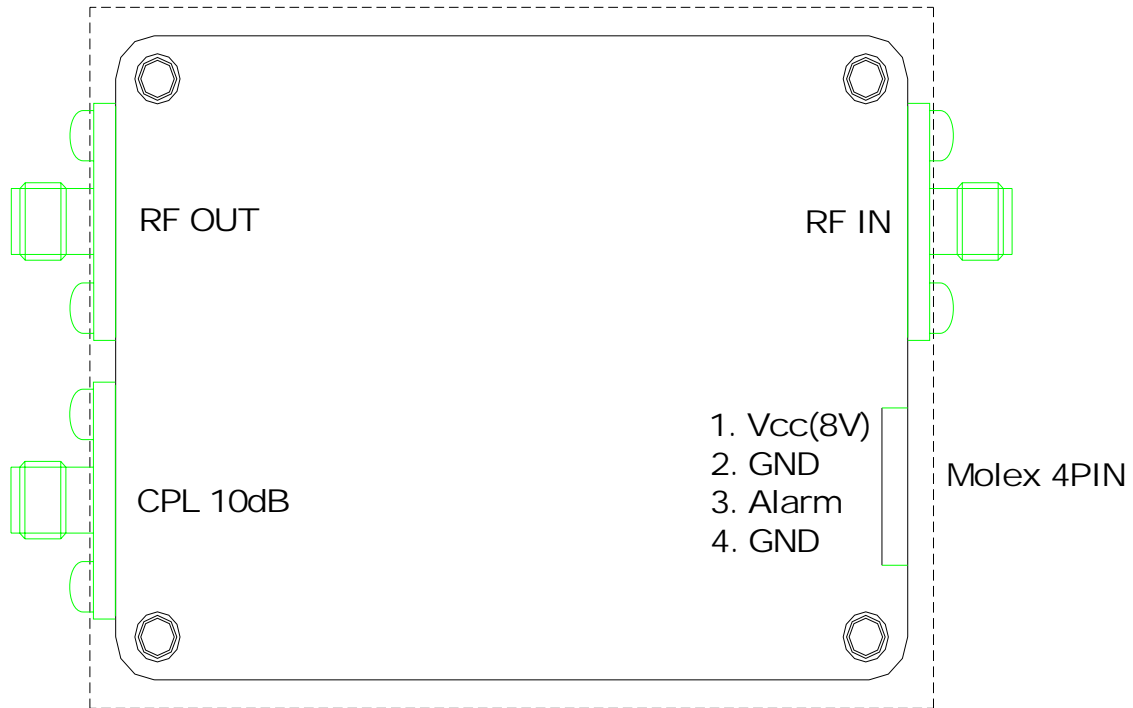 RF OUT
RF IN
1. Vcc(8V)
2. GND
3. Alarm
4. GND
Molex 4PIN
CPL 10dB